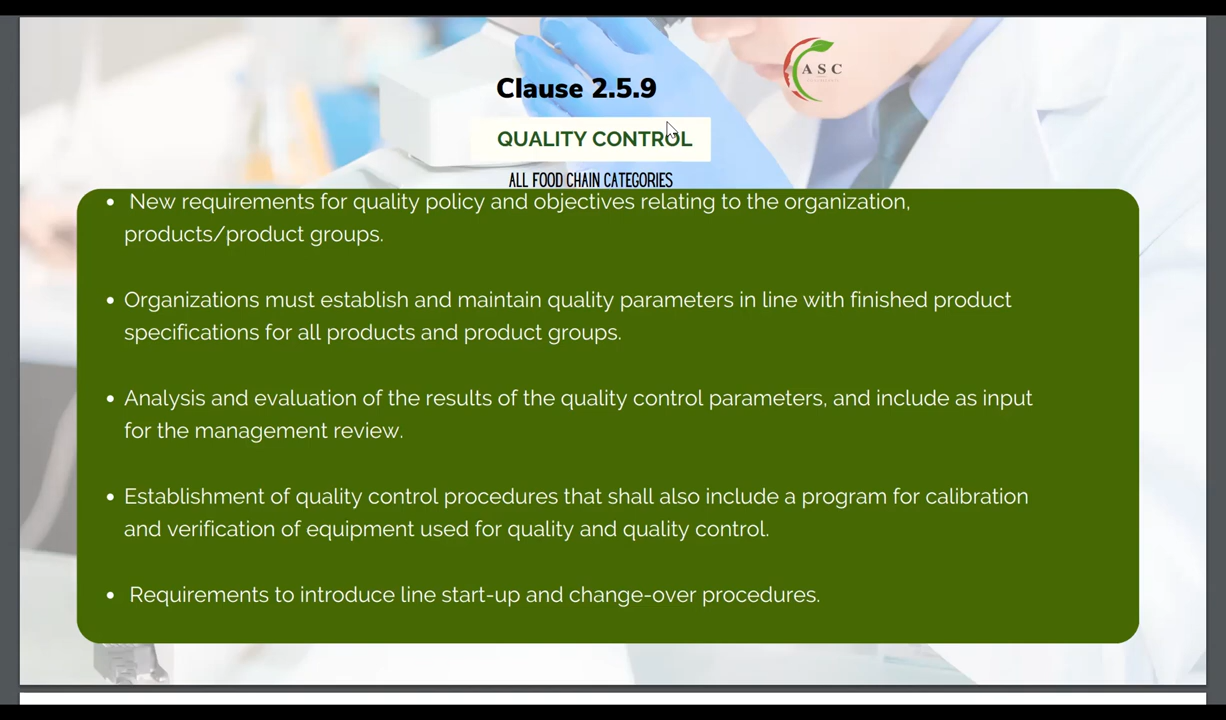 ASC
Clause 2.5.9
QUALITY CONTROL
ALL FOOD CHAIN CATEGORIES
• New requirements for quality policy and objectives relating to the organization,
products/product groups.
• Organizations must establish and maintain quality parameters in line with finished product
specifications for all products and product groups.
• Analysis and evaluation of the results of the quality control parameters, and include as input
for the management review.
• Establishment of quality control procedures that shall also include a program for calibration
and verification of equipment used for quality and quality control.
• Requirements to introduce line start-up and change-over procedures.